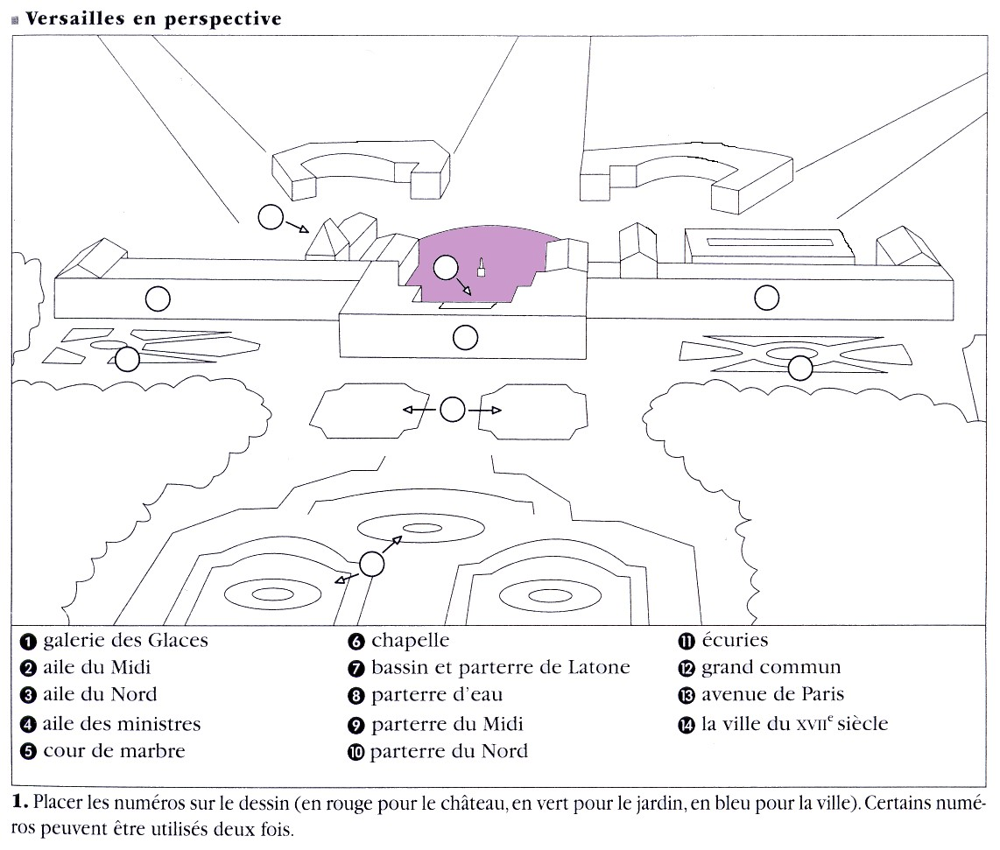 Versailles en perspective
❶ galerie des Glaces
❷ aile du Midi
❸ aile du Nord
❹ aile des ministres
❺ cour de marbre
❻ chapelle
❼ bassin et parterre de Latone
❽ parterre d'eau
❾ parterre du Midi
❿ parterre du Nord
⓫ écuries
⓬ grand commun
⓭ avenue de Paris
⓮ la ville du XVIIe siècle
1. Placer les numéros sur le dessin (en rouge pour le château, en vert pour le jardin, en bleu pour la ville). Certains numé-
ros peuvent être utilisés deux fois.